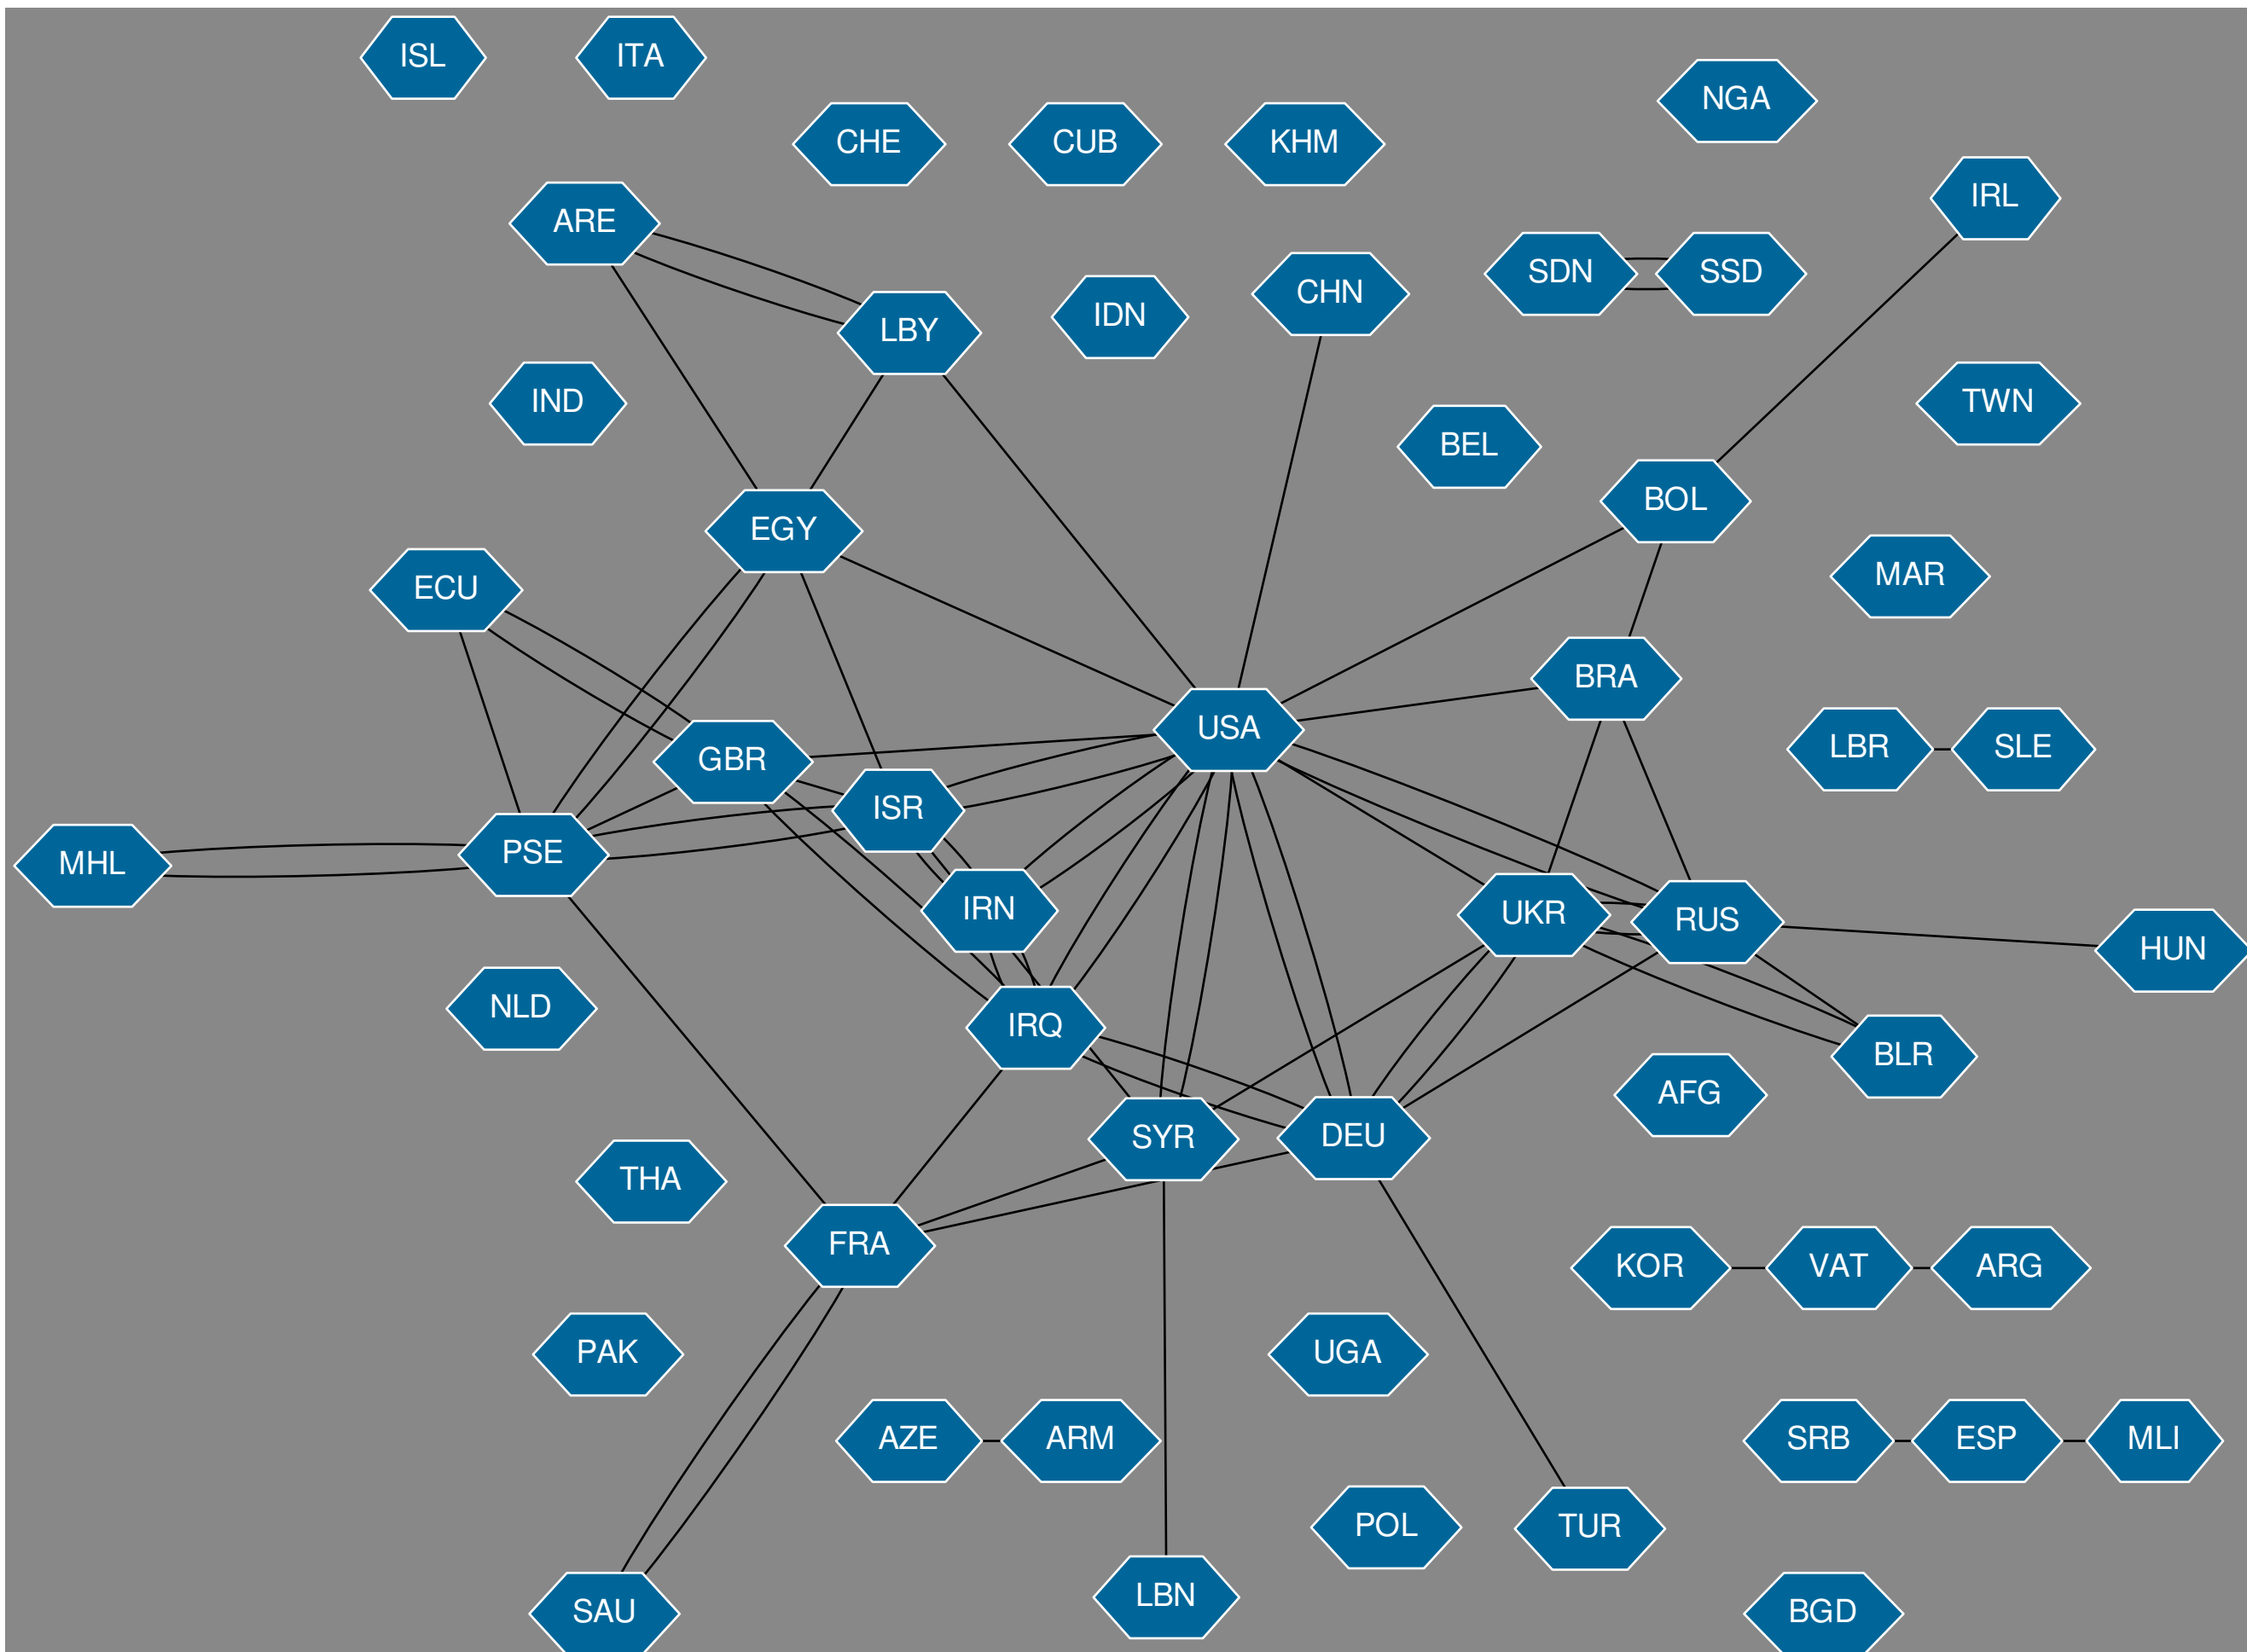 ISL
ITA
NGA
CHE
CUB
KHM
IRL
ARE
SDN
SSD
CHN
IDN
LBY
IND
TWN
BEL
BOL
EGY
MAR
ECU
BRA
USA
LBR
SLE
GBR
ISR
PSE
MHL
IRN
UKR
RUS
HUN
NLD
IRQ
BLR
AFG
SYR
DEU
THA
FRA
KOR
VAT
ARG
PAK
UGA
AZE
ARM
SRB
ESP
MLI
POL
TUR
LBN
SAU
BGD